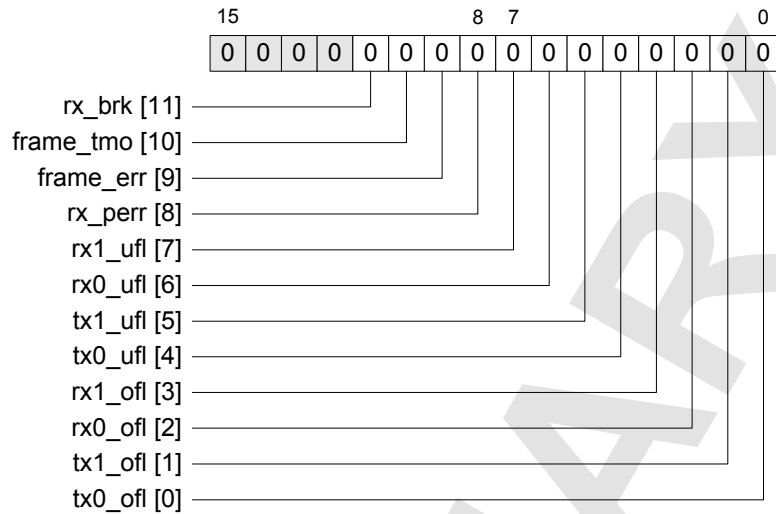 15 8 7 0
0 0 0 0 0 0 0 0 0 0 0 0 0 0 0 0
rx_brk [11]
frame_tmo [10]
frame_err [9]
rx_perr [8]
rx1_ufl [7]
rx0_ufl [6]
tx1_ufl [5]
tx0_ufl [4]
rx1_ofl [3]
rx0_ofl [2]
tx1_ofl [1]
tx0_ofl [0]